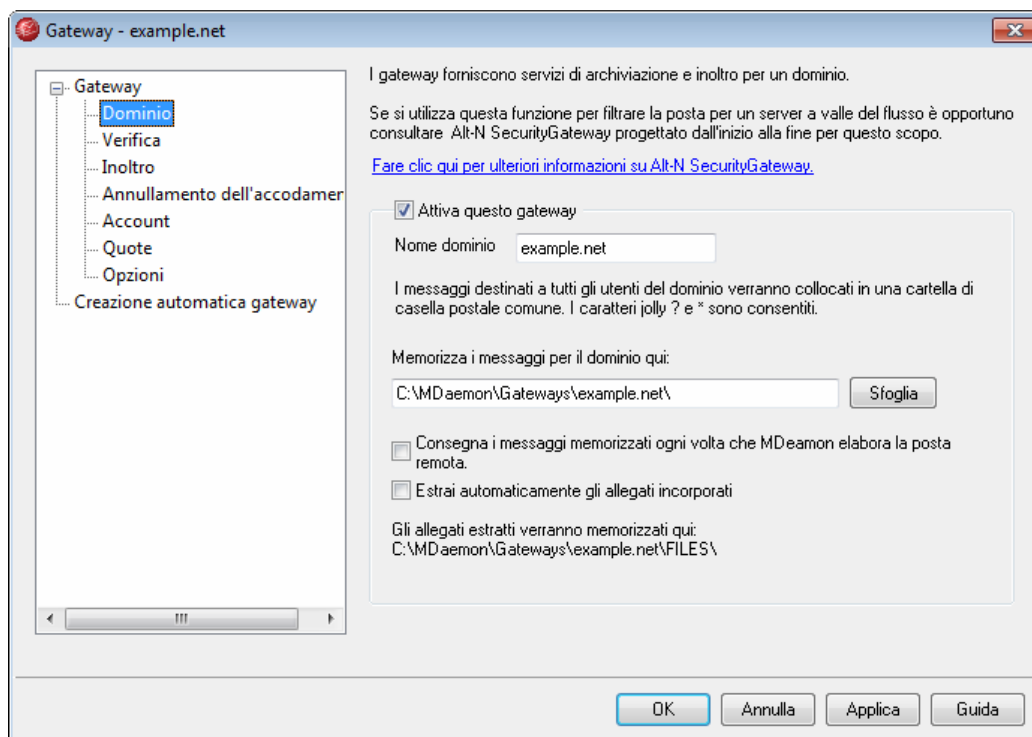 Gateway - example.net
Gateway
Dominio
Verifica
Inoltro
Annullamento dell'accodamer
Account
Quote
Opzioni
Creazione automatica gateway
I gateway forniscono servizi di archiviazione e inoltro per un dominio.
Se si utilizza questa funzione per filtrare la posta per un server a valle del flusso è opportuno
consultare Alt-N SecurityGateway progettato dall'inizio alla fine per questo scopo.
Fare clic qui per ulteriori informazioni su Alt-N SecurityGateway.
Attiva questo gateway
Nome dominio example.net
I messaggi destinati a tutti gli utenti del dominio verranno collocati in una cartella di
casella postale comune. I caratteri jolly ? e * sono consentiti.
Memorizza i messaggi per il dominio qui:
C:\MDaemon\Gateways\example.net\ Sfoglia
Consegna i messaggi memorizzati ogni volta che MDeamon elabora la posta
remota.
Estrai automaticamente gli allegati incorporati
Gli allegati estratti verranno memorizzati qui:
C:\MDaemon\Gateways\example.net\FILES\
OK Annulla Applica Guida